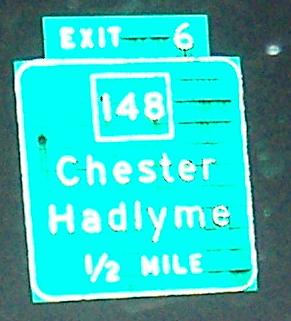 EXIT 6
148
Chester
Hadlyme
1/2 MILE